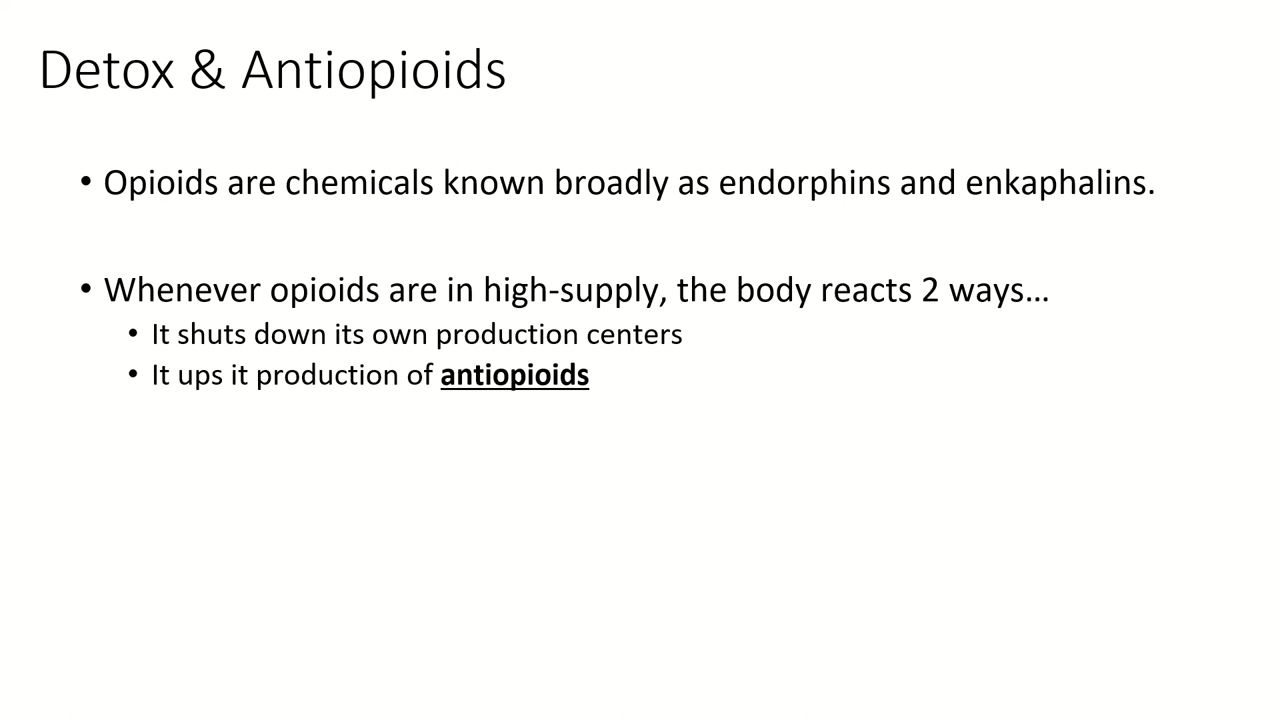 Detox & Antiopioids
• Opioids are chemicals known broadly as endorphins and enkaphalins.
• Whenever opioids are in high-supply, the body reacts 2 ways…
• It shuts down its own production centers
• It ups it production of antiopioids